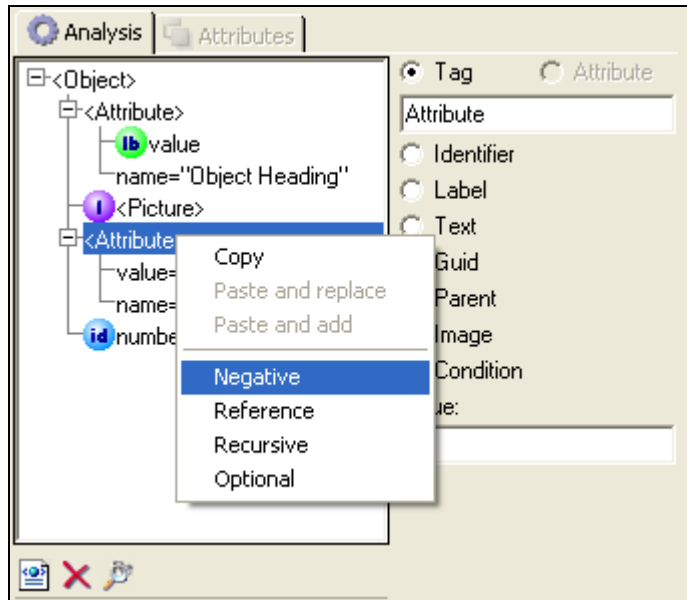 Analysis Attributes
<Object>
<Attribute>
lb value
name="Object Heading"
I <Picture>
<Attribute
value=
name=
id numbe
Copy
Paste and replace
Paste and add
Negative
Reference
Recursive
Optional
Tag Attribute
Attribute
Identifier
Label
Text
Guid
Parent
Image
Condition
ue: